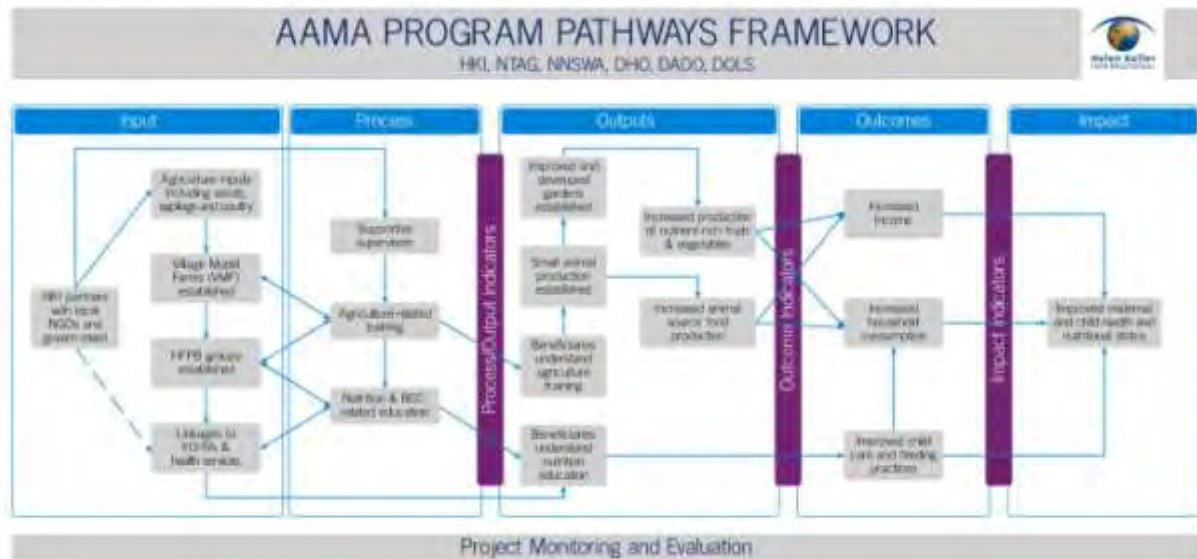 AAMA PROGRAM PATHWAYS FRAMEWORK
HKI, NTAG, NNSWA, DHO, DADO, DOLS
Helen Keller
Input
Process
Outputs
Outcomes
Impact
Agriculture inputs
including seeds,
saplings and poultry
Village Model
Farms (VMF)
established
HKI partners
with local
NGOs and
government
HFPB groups
established
Linkages to
health services
Supportive
supervision
Agriculture-related
training
Nutrition & BCC
related education
Process/Output Indicators
Improved and
developed
gardens
established
Small animal
production
established
Beneficiaries
understand
agriculture
training
Beneficiaries
understand
nutrition
education
Increased production
of nutrient-rich fruits
& vegetables
Increased animal
source food
production
Outcome Indicators
Increased
income
Increased
household
consumption
Improved child
care and feeding
practices
Impact Indicators
Improved maternal
and child health and
nutritional status
Project Monitoring and Evaluation